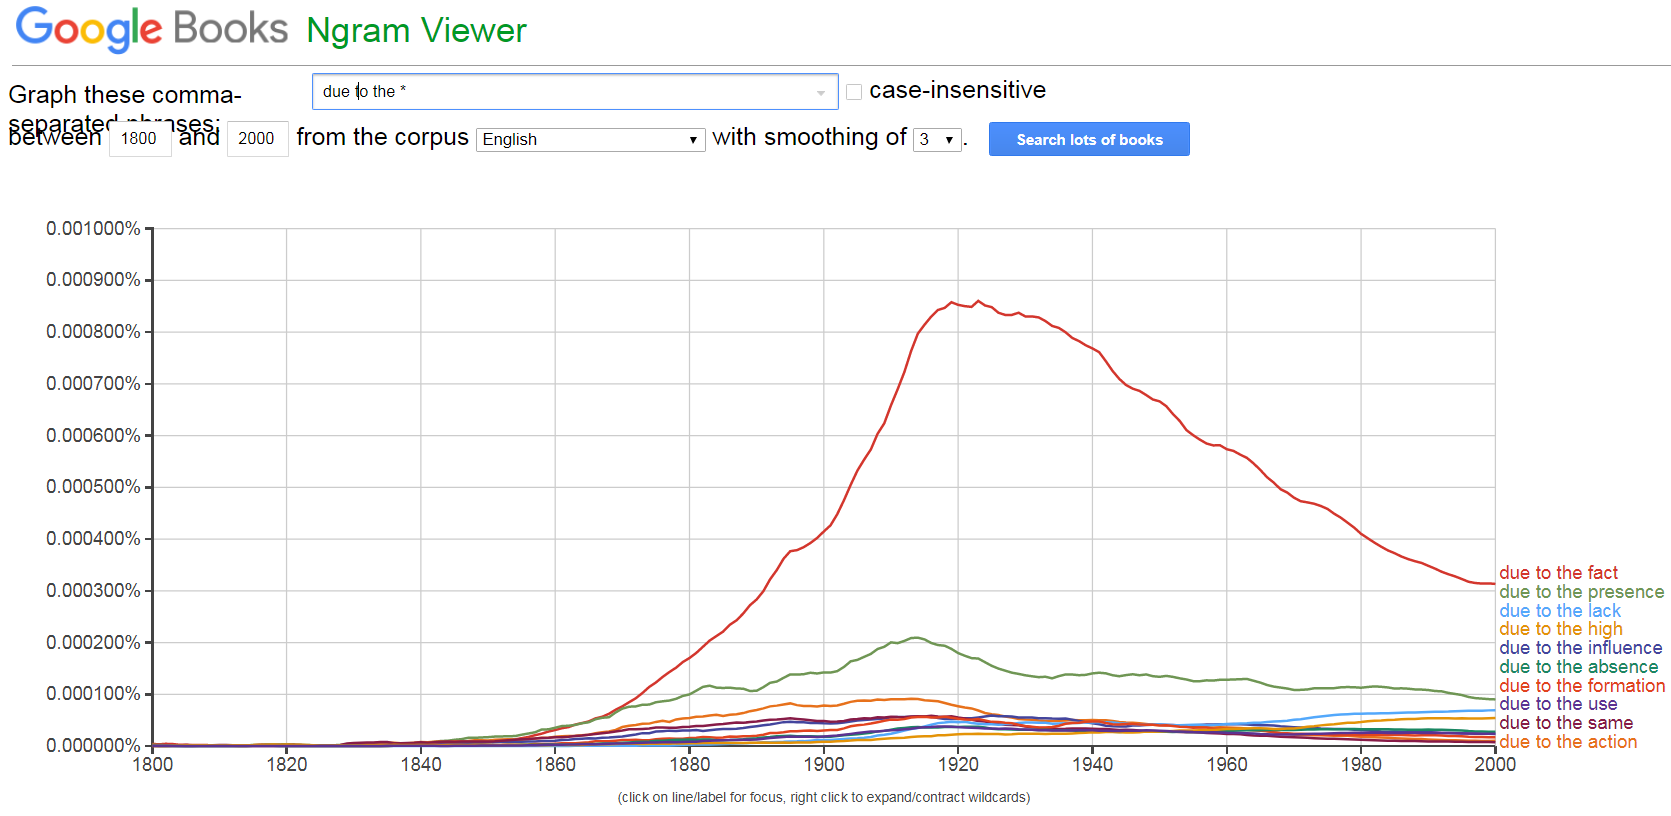 Google Books Ngram Viewer
Graph these comma-separated phrases: due to the * case-insensitive
between 1800 and 2000 from the corpus English with smoothing of 3 . Search lots of books
0.001000%
0.000900%
0.000800%
0.000700%
0.000600%
0.000500%
0.000400%
0.000300%
0.000200%
0.000100%
0.000000%
1800 1820 1840 1860 1880 1900 1920 1940 1960 1980 2000
due to the fact
due to the presence
due to the lack
due to the high
due to the influence
due to the absence
due to the formation
due to the use
due to the same
due to the action
(click on line/label for focus, right click to expand/contract wildcards)